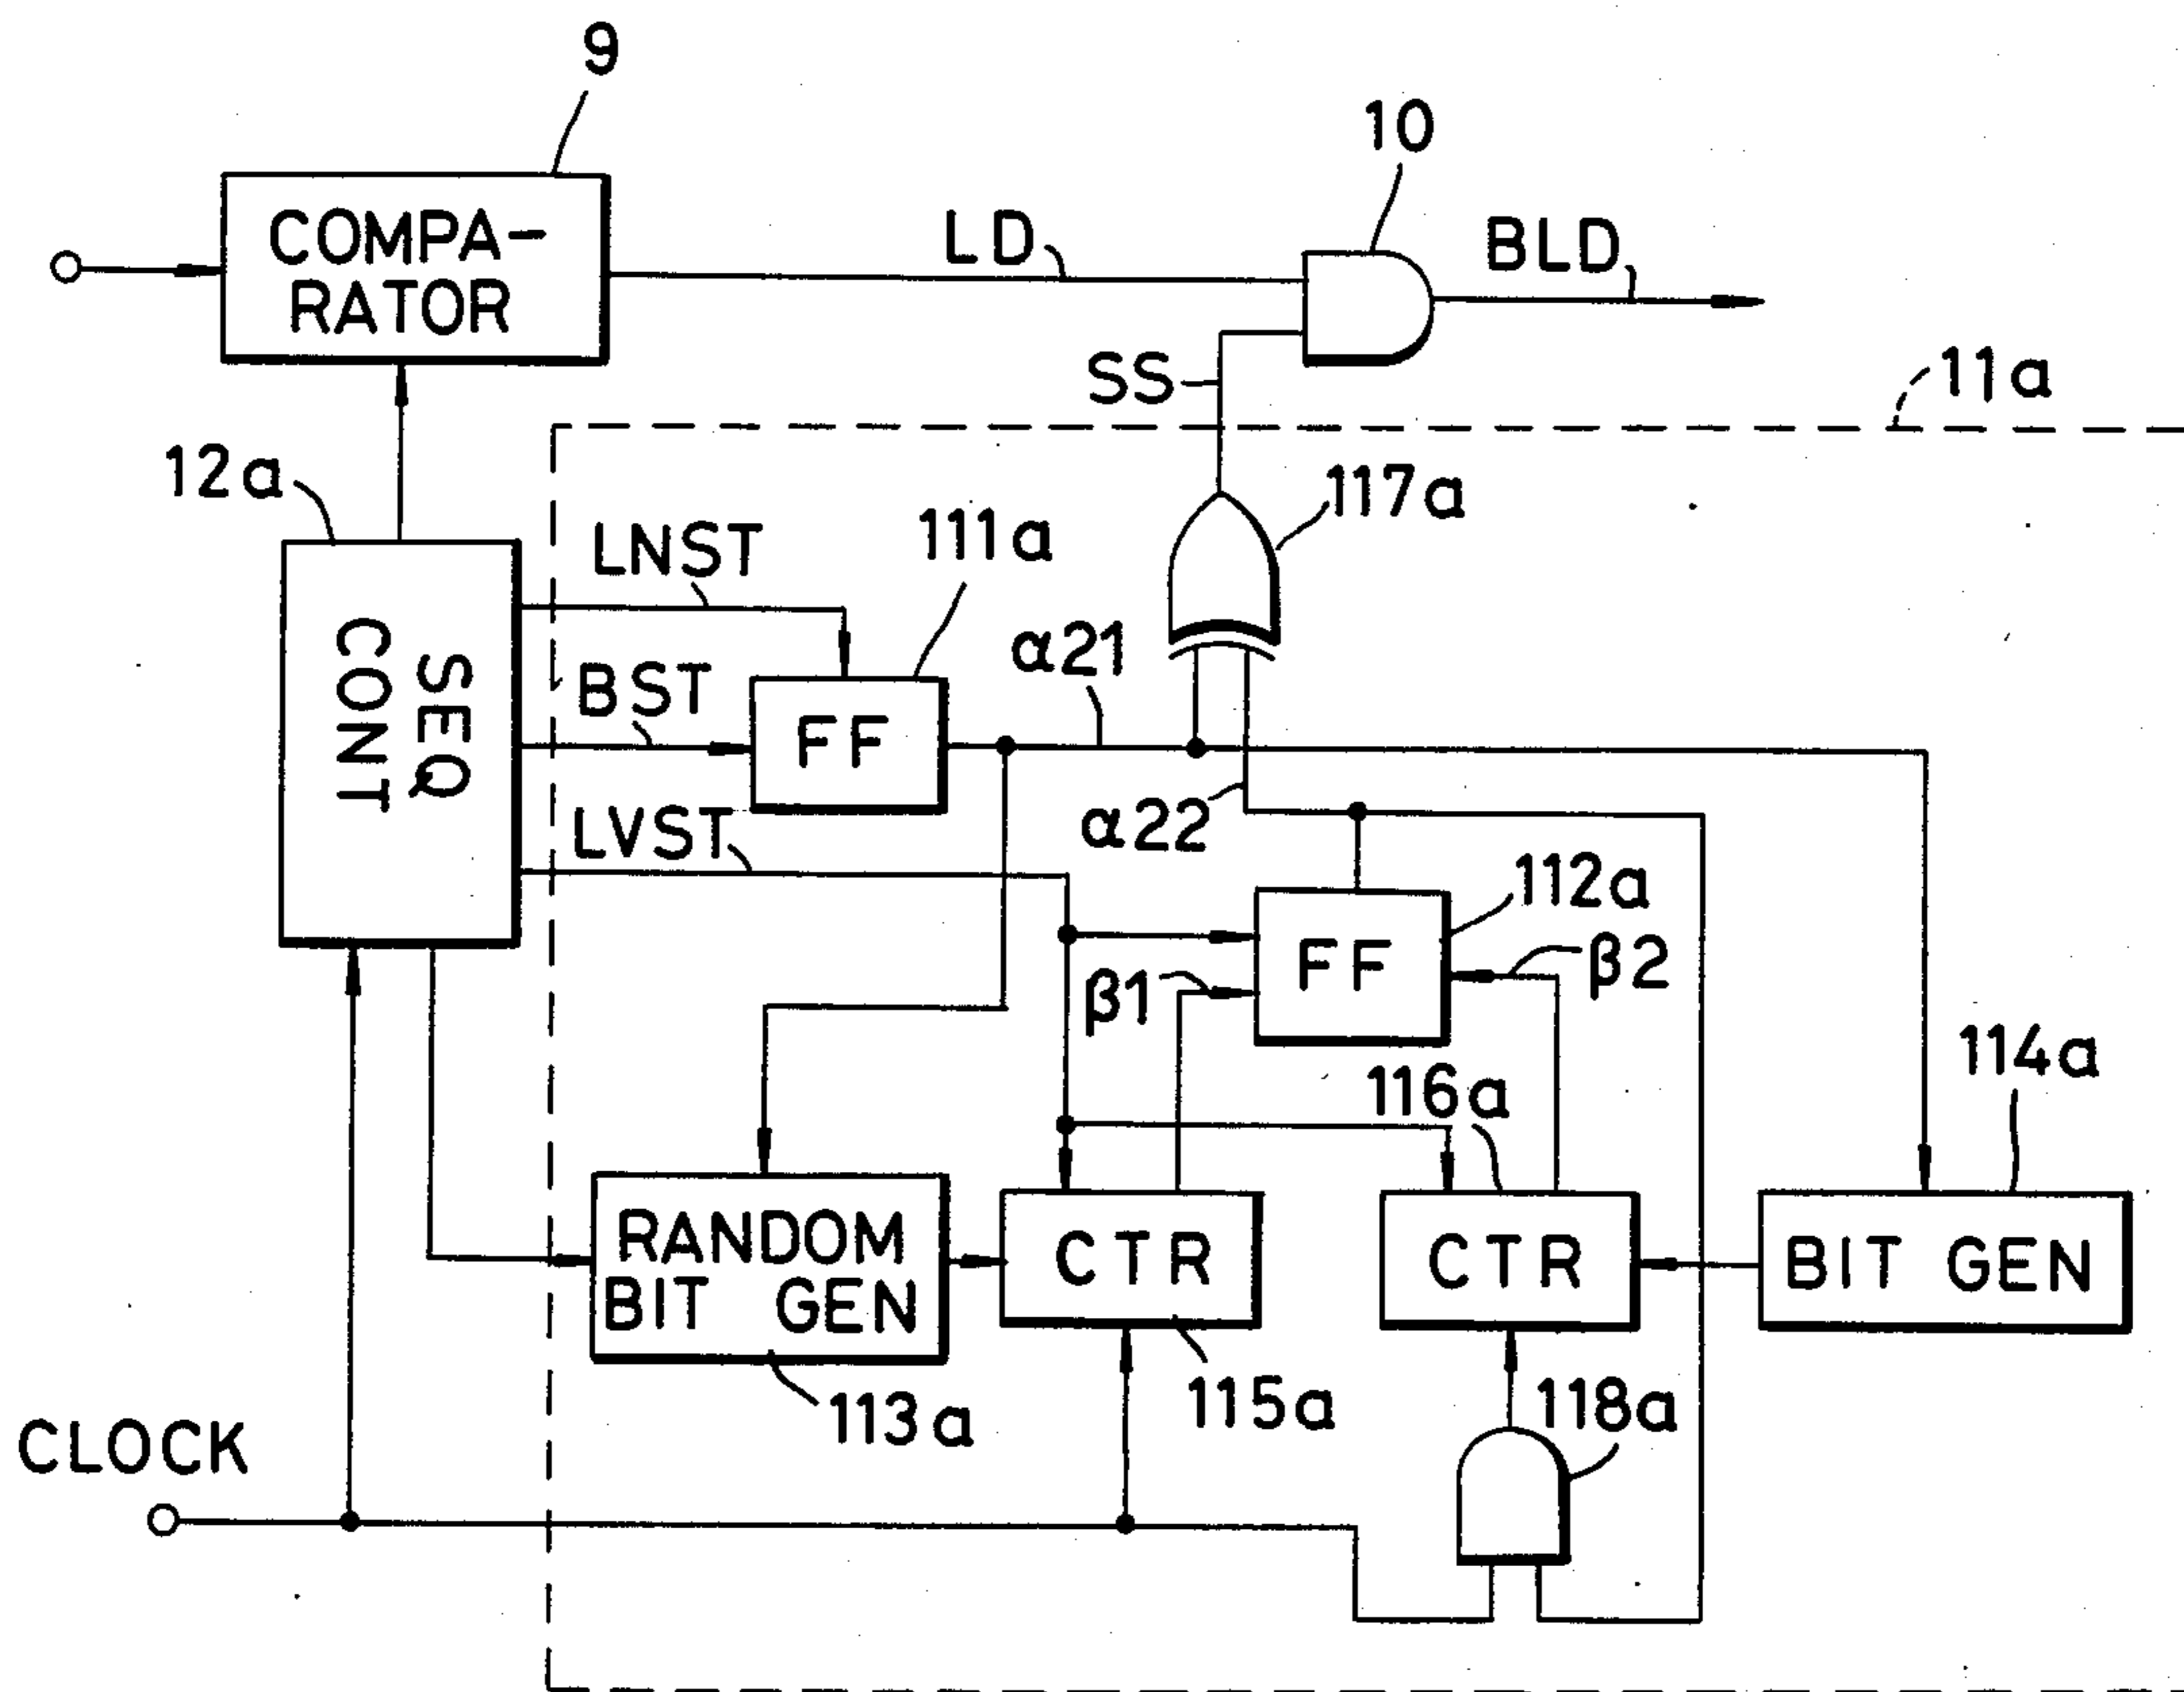 9
10
COMPA-
RATOR
LD
BLD
SS
11a
12a
117a
LNST
111a
SEQ
CONT
α21
BST
FF
α22
LVST
112a
FF
β1
β2
116a
114a
RANDOM
BIT GEN
CTR
CTR
BIT GEN
113a
115a
118a
CLOCK